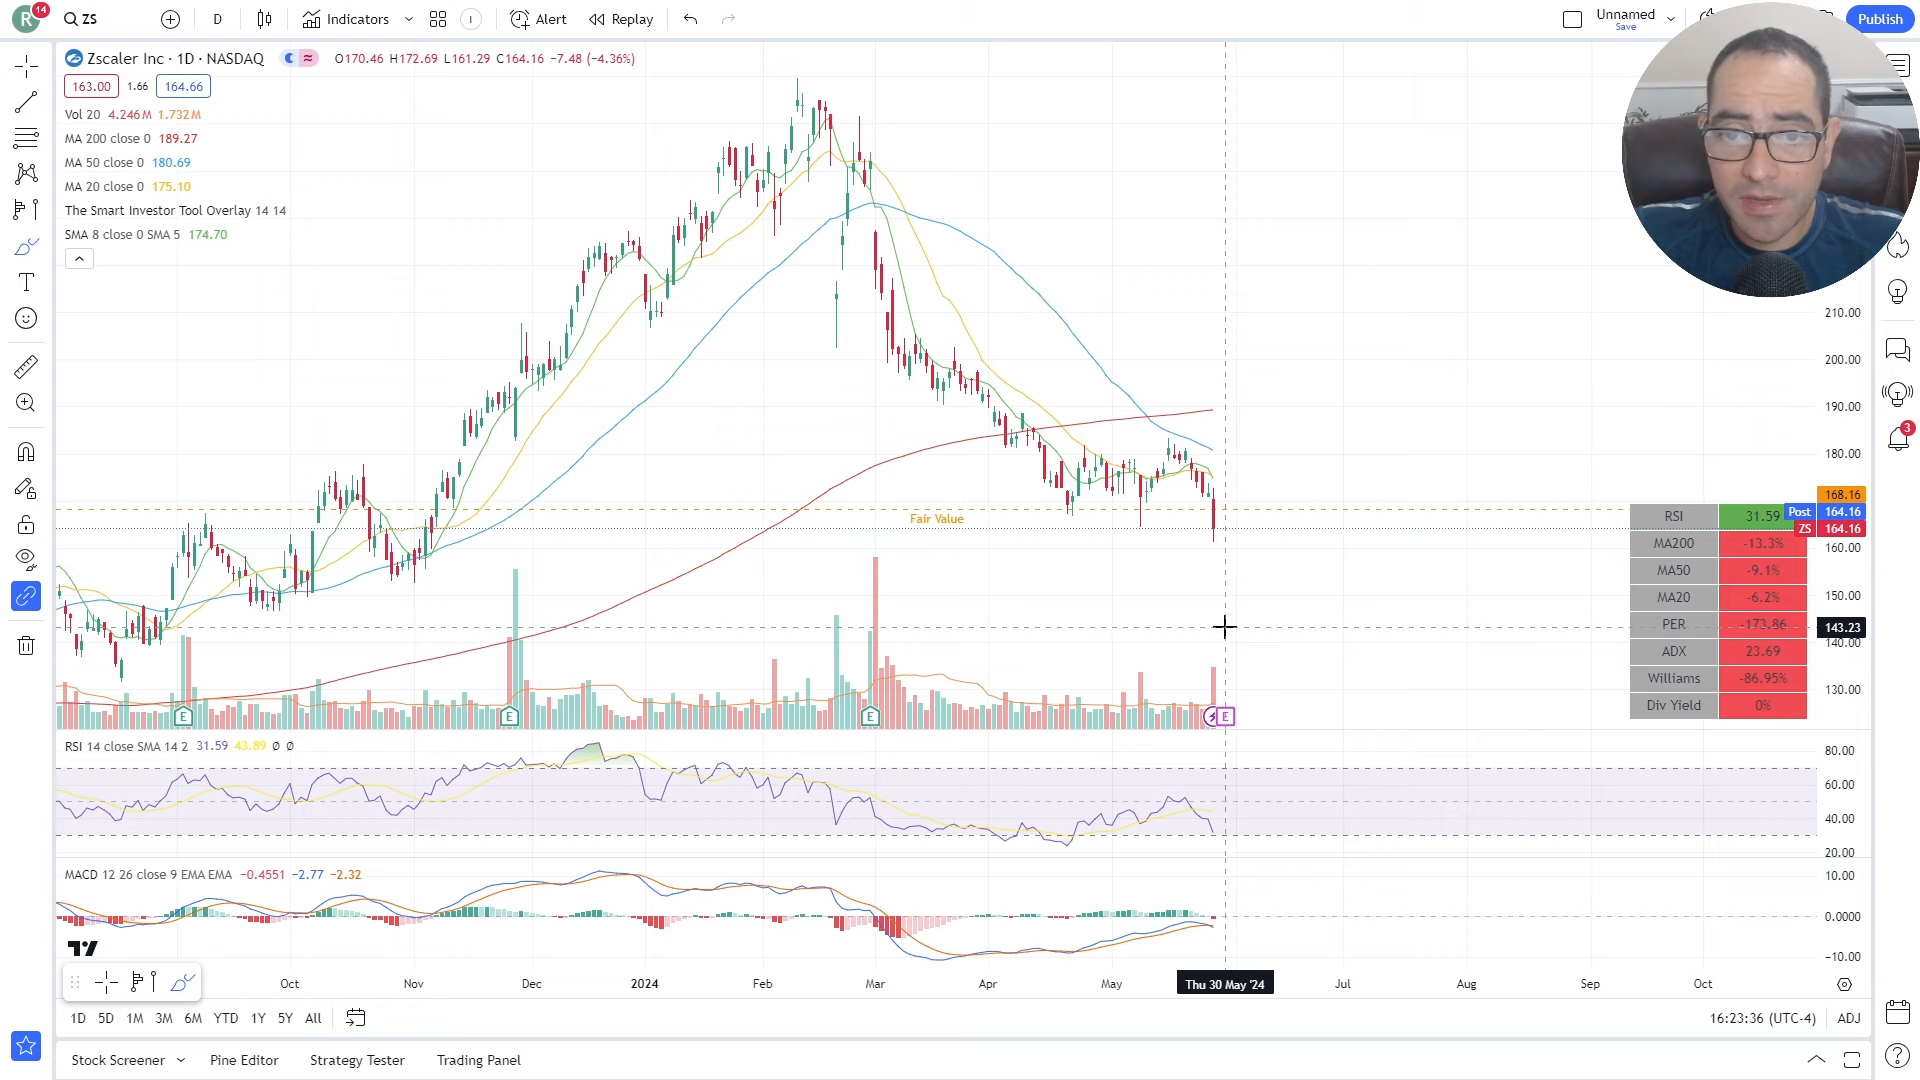 R 14 ZS D Indicators Alert Replay Unnamed Save Publish
Zscaler Inc · 1D · NASDAQ O170.46 H172.69 L161.29 C164.16 −7.48 (−4.36%)
163.00 1.66 164.66
Vol 20 4.246M 1.732M
MA 200 close 0 189.27
MA 50 close 0 180.69
MA 20 close 0 175.10
The Smart Investor Tool Overlay 14 14
SMA 8 close 0 SMA 5 174.70
210.00
200.00
190.00
3
180.00
168.16
Fair Value
Post 164.16
ZS 164.16
160.00
150.00
143.23
140.00
130.00
RSI 31.59
MA200 -13.3%
MA50 -9.1%
MA20 -6.2%
PER -173.86
ADX 23.69
Williams -86.95%
Div Yield 0%
E E E E
RSI 14 close SMA 14 2 31.59 43.89 Ø Ø
80.00
60.00
40.00
20.00
MACD 12 26 close 9 EMA EMA −0.4551 −2.77 −2.32
10.00
0.0000
−10.00
Oct Nov Dec 2024 Feb Mar Apr May Thu 30 May '24 Jul Aug Sep Oct
1D 5D 1M 3M 6M YTD 1Y 5Y All 16:23:36 (UTC-4) ADJ
Stock Screener Pine Editor Strategy Tester Trading Panel